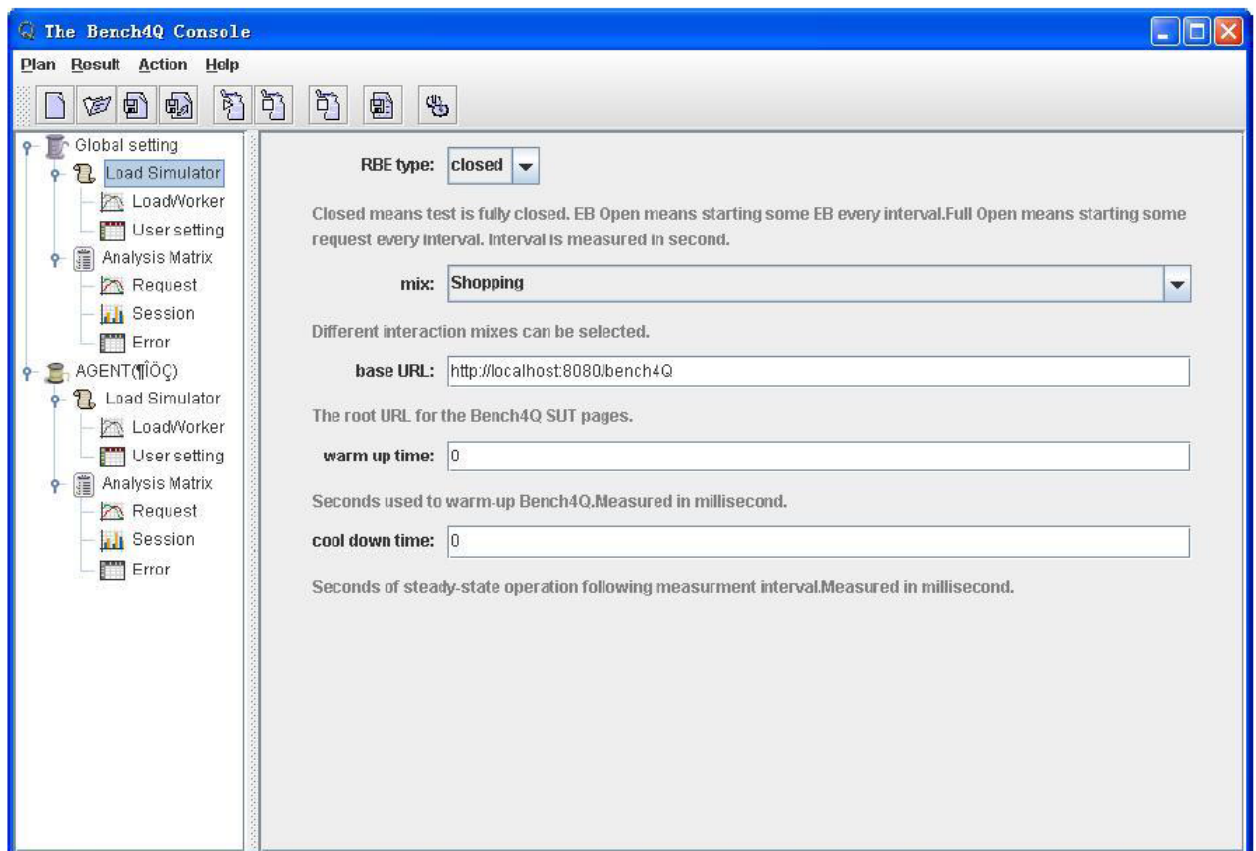 The Bench4Q Console
Plan Result Action Help
Global setting
Load Simulator
LoadWorker
User setting
Analysis Matrix
Request
Session
Error
AGENT(¶ÎÖÇ)
Load Simulator
LoadWorker
User setting
Analysis Matrix
Request
Session
Error
RBE type: closed
Closed means test is fully closed. EB Open means starting some EB every interval.Full Open means starting some
request every interval. Interval is measured in second.
mix: Shopping
Different interaction mixes can be selected.
base URL: http://localhost:8080/bench4Q
The root URL for the Bench4Q SUT pages.
warm up time: 0
Seconds used to warm-up Bench4Q.Measured in millisecond.
cool down time: 0
Seconds of steady-state operation following measurment interval.Measured in millisecond.